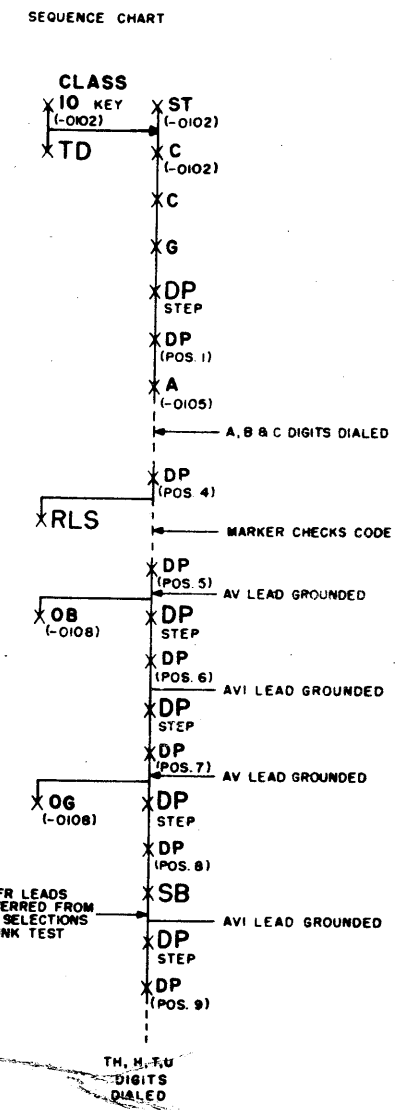 SEQUENCE CHART
CLASS
10 KEY
(-0102)
ST
(-0102)
TD
C
(-0102)
C
G
DP
STEP
DP
(POS. 1)
A
(-0105)
A, B & C DIGITS DIALED
DP
(POS. 4)
RLS
MARKER CHECKS CODE
DP
(POS. 5)
AV LEAD GROUNDED
OB
(-0108)
DP
STEP
DP
(POS. 6)
AVI LEAD GROUNDED
DP
STEP
DP
(POS. 7)
AV LEAD GROUNDED
OG
(-0108)
DP
STEP
DP
(POS. 8)
FR LEADS
ERRED FROM
SELECTIONS
NK TEST
SB
AVI LEAD GROUNDED
DP
STEP
DP
(POS. 9)
TH, H, T, U
DIGITS
DIALED